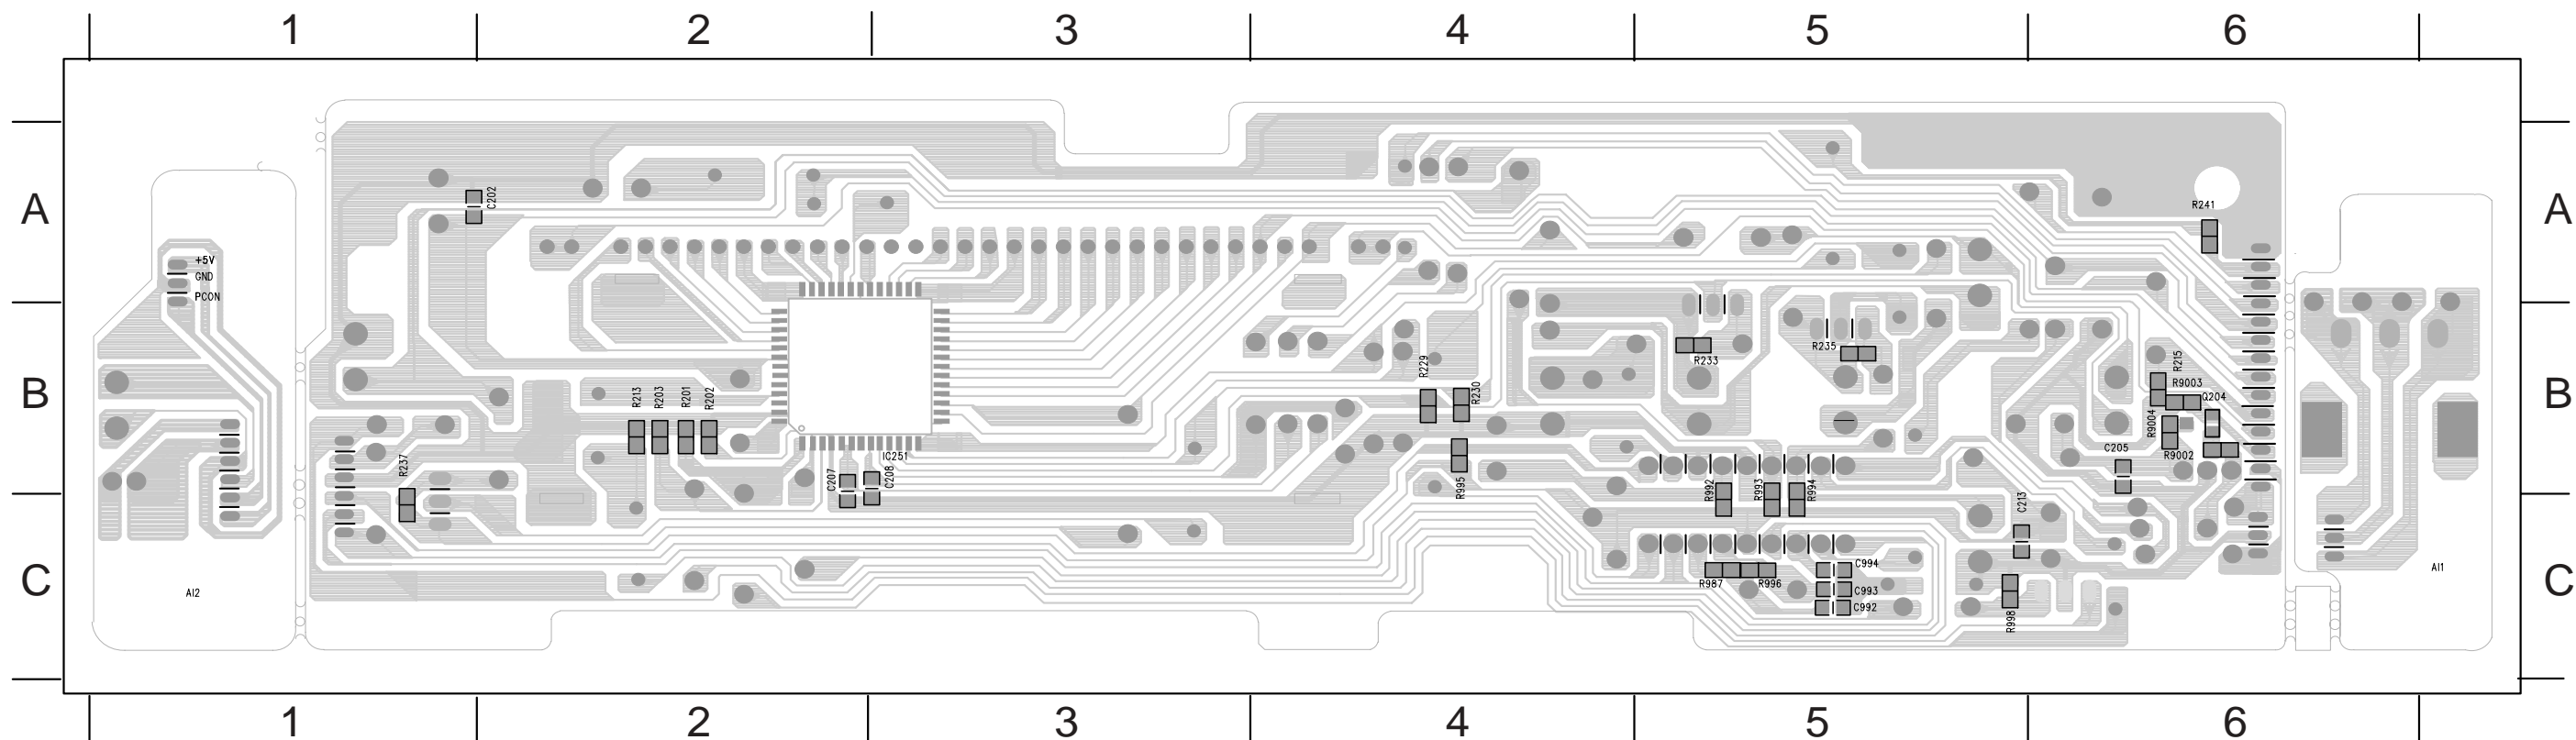 1 2 3 4 5 6
A A
C202
R241
+5V
GND
PCON
R229
R230
R233
R235
R215
B B
R213
R203
R201
R202
R9003
Q204
R9004
R9002
R237
IC251
C207
C208
R995
R992
R993
R994
C205
C213
C C
AI2
R987
R996
C994
C993
C992
R998
AI1
1 2 3 4 5 6